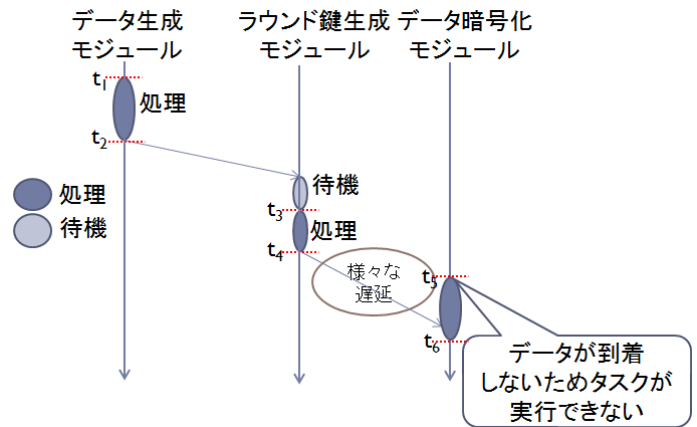 データ生成
モジュール
ラウンド鍵生成
モジュール
データ暗号化
モジュール
t1
処理
t2
処理
待機
待機
t3
処理
t4
様々な
遅延
t5
t6
データが到着
しないためタスクが
実行できない